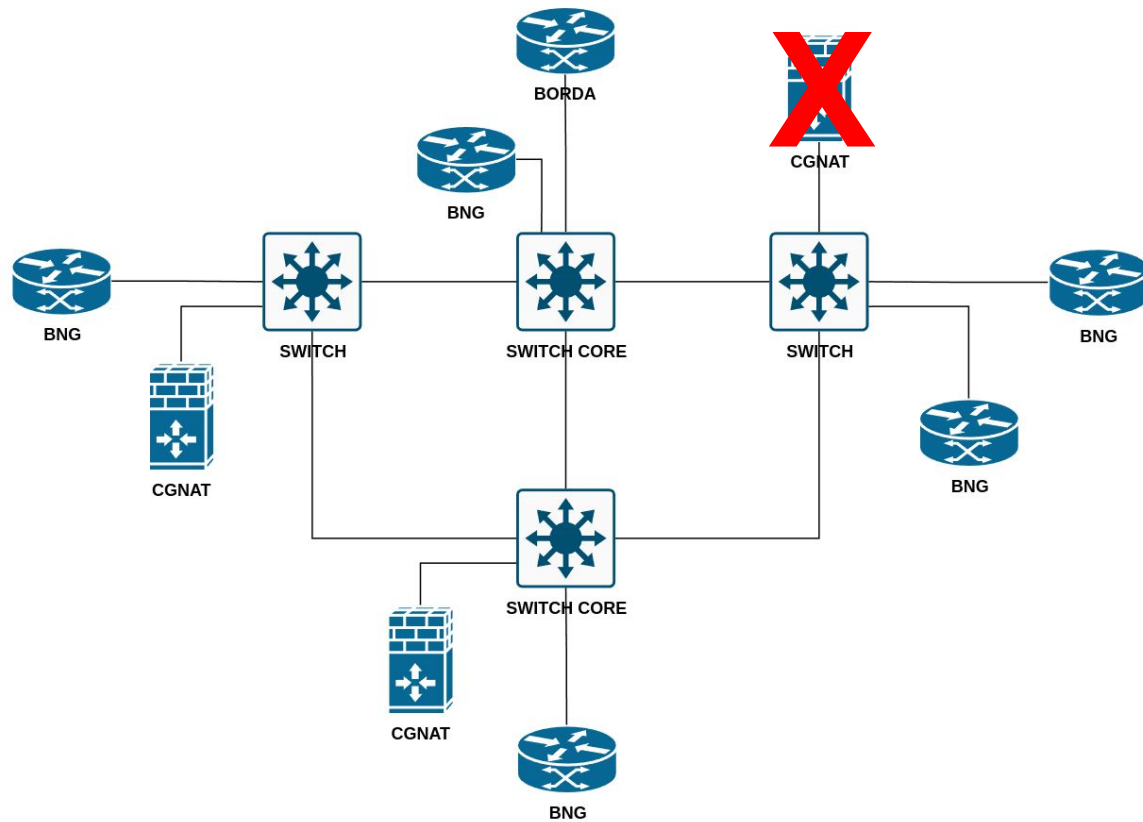 BORDA
CGNAT
BNG
BNG
SWITCH
SWITCH CORE
SWITCH
BNG
CGNAT
BNG
SWITCH CORE
CGNAT
BNG